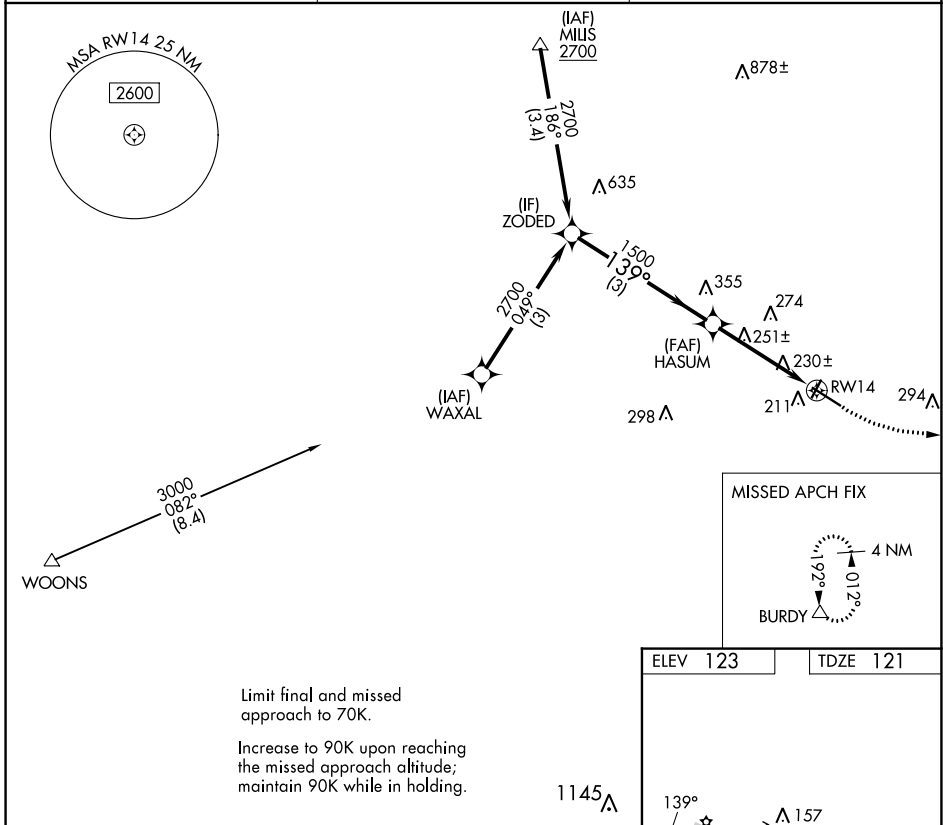 (IAF)
MILIS
2700
MSA RW14 25 NM
2600
878±
2700
186°
(3.4)
635
(IF)
ZODED
1500
139°
(3)
2700
049°
(3)
355
274
251±
(FAF)
HASUM
230±
RW14
211
294
298
(IAF)
WAXAL
3000
082°
(8.4)
WOONS
MISSED APCH FIX
4 NM
192°
012°
BURDY
ELEV 123
TDZE 121
Limit final and missed
approach to 70K.
Increase to 90K upon reaching
the missed approach altitude;
maintain 90K while in holding.
1145
139°
157